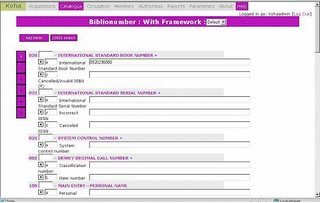 Koha Acquisitions Catalogue Circulation Members Authorities Reports Parameters About Help
Logged in as: kohaadmin [Log Out]
Biblionumber : With Framework : Default
Add biblio Z3950 search
020 - INTERNATIONAL STANDARD BOOK NUMBER +
a International
Standard Book Number
Cancelled/invalid ISBN
(R)
022 - INTERNATIONAL STANDARD SERIAL NUMBER +
a International
Standard Serial Number
Incorrect
ISSN
Canceled
ISSN
SYSTEM CONTROL NUMBER +
a System
control number
082 - DEWEY DECIMAL CALL NUMBER +
a Classification
number
Item number
100 - MAIN ENTRY--PERSONAL NAME
a Personal